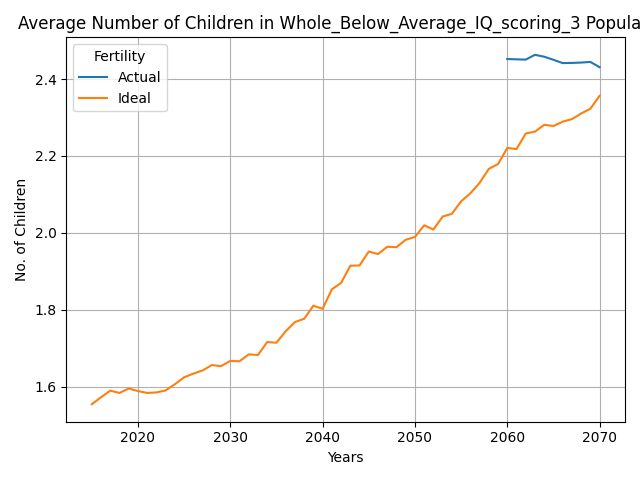 Average Number of Children in Whole_Below_Average_IQ_scoring_3 Popula
Fertility
Actual
Ideal
2.4
2.2
2.0
1.8
1.6
No. of Children
2020 2030 2040 2050 2060 2070
Years